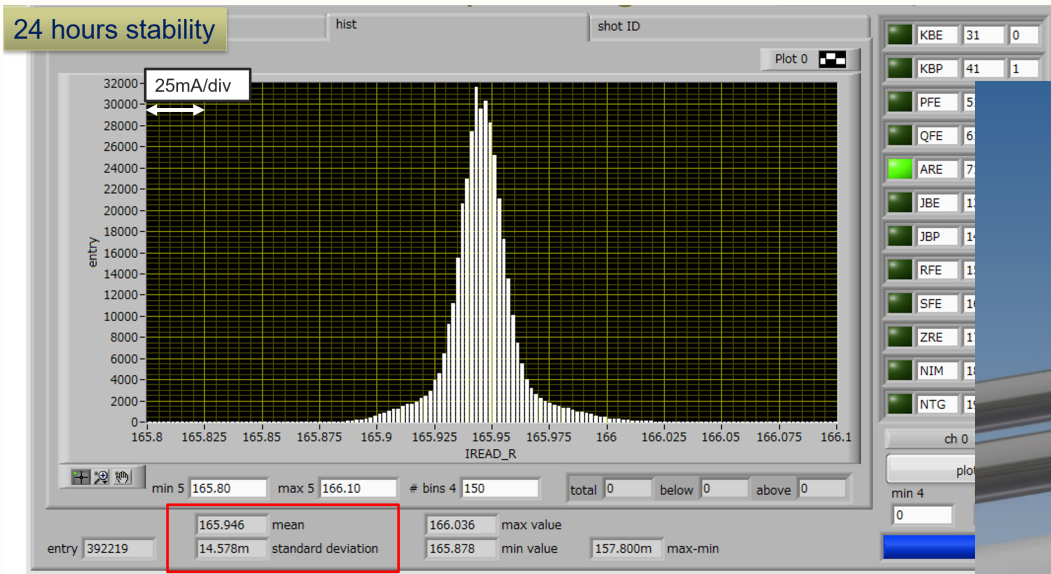 24 hours stability
hist
shot ID
Plot 0
25mA/div
32000
30000
28000
26000
24000
22000
20000
18000
16000
14000
12000
10000
8000
6000
4000
2000
0
entry
165.8 165.825 165.85 165.875 165.9 165.925 165.95 165.975 166 166.025 166.05 166.075 166.1
IREAD_R
min 5 165.80 max 5 166.10 # bins 4 150 total 0 below 0 above 0
165.946 mean 166.036 max value
entry 392219 14.578m standard deviation 165.878 min value 157.800m max-min
KBE 31 0
KBP 41 1
PFE
QFE
ARE
JBE
JBP
RFE
SFE
ZRE
NIM
NTG
ch 0
min 4
0